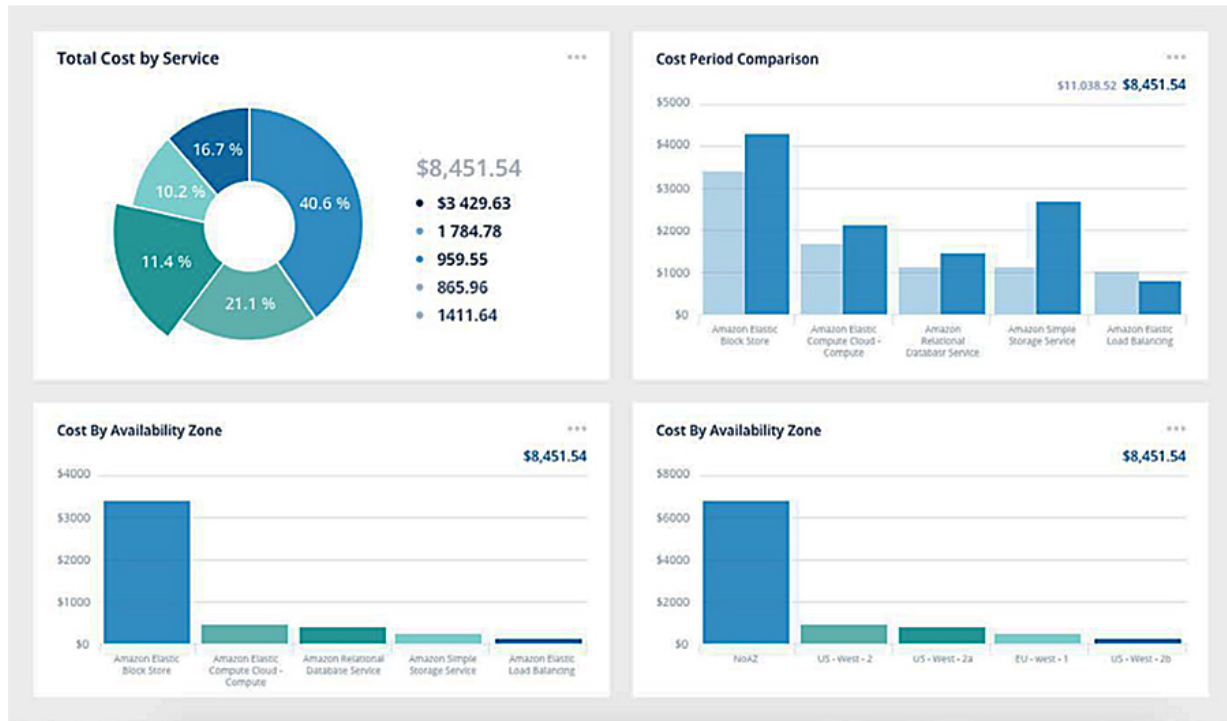 Total Cost by Service
16.7 %
10.2 %
40.6 %
11.4 %
21.1 %
$8,451.54
$3 429.63
1 784.78
959.55
865.96
1411.64
Cost Period Comparison
$11,038.52 $8,451.54
$5000
$4000
$3000
$2000
$1000
$0
Amazon Elastic
Block Store
Amazon Elastic
Compute Cloud -
Compute
Amazon
Relational
Databasr Service
Amazon Simple
Storage Service
Amazon Elastic
Load Balancing
Cost By Availability Zone
$8,451.54
$4000
$3000
$2000
$1000
$0
Amazon Elastic
Block Store
Amazon Elastic
Compute Cloud -
Compute
Amazon Relational
Database Service
Amazon Simple
Storage Service
Amazon Elastic
Load Balancing
Cost By Availability Zone
$8,451.54
$8000
$6000
$4000
$2000
$0
NoAZ
US - West - 2
US - West - 2a
EU - west - 1
US - West - 2b